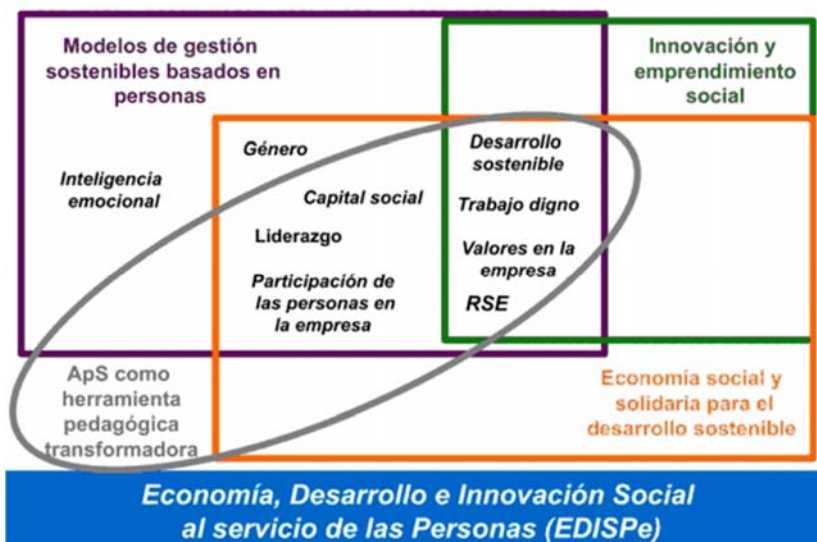 Modelos de gestión
sostenibles basados en
personas
Innovación y
emprendimiento
social
Género
Desarrollo
sostenible
Inteligencia
emocional
Capital social
Trabajo digno
Liderazgo
Valores en la
empresa
Participación de
las personas en
la empresa
RSE
ApS como
herramienta
pedagógica
transformadora
Economía social y
solidaria para el
desarrollo sostenible
Economía, Desarrollo e Innovación Social
al servicio de las Personas (EDISPe)